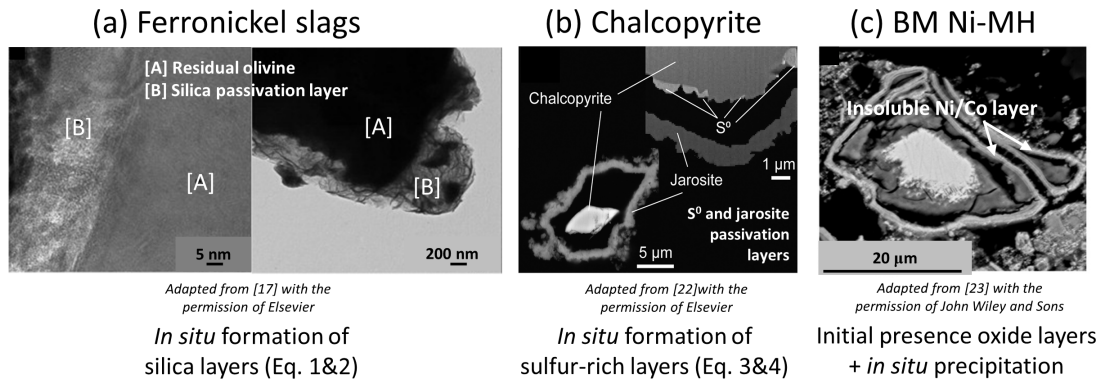 (a) Ferronickel slags
[A] Residual olivine
[B] Silica passivation layer
[B]
[A]
5 nm
[A]
[B]
200 nm
Adapted from [17] with the
permission of Elsevier
In situ formation of
silica layers (Eq. 1&2)
(b) Chalcopyrite
Chalcopyrite
S⁰
1 µm
Jarosite
S⁰ and jarosite
passivation
layers
5 µm
Adapted from [22]with the
permission of Elsevier
In situ formation of
sulfur-rich layers (Eq. 3&4)
(c) BM Ni-MH
Insoluble Ni/Co layer
20 µm
Adapted from [23] with the
permission of John Wiley and Sons
Initial presence oxide layers
+ in situ precipitation